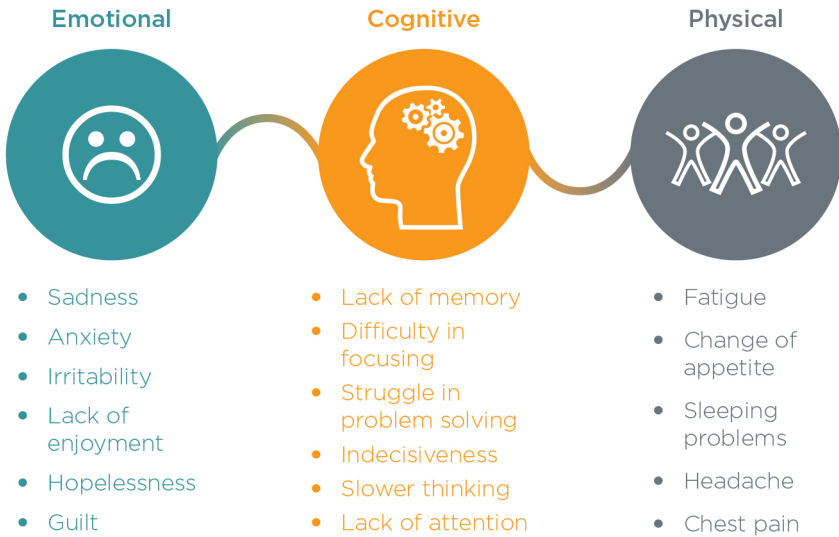 Emotional
Cognitive
Physical
• Sadness
• Anxiety
• Irritability
• Lack of
enjoyment
• Hopelessness
• Guilt
• Lack of memory
• Difficulty in
focusing
• Struggle in
problem solving
• Indecisiveness
• Slower thinking
• Lack of attention
• Fatigue
• Change of
appetite
• Sleeping
problems
• Headache
• Chest pain